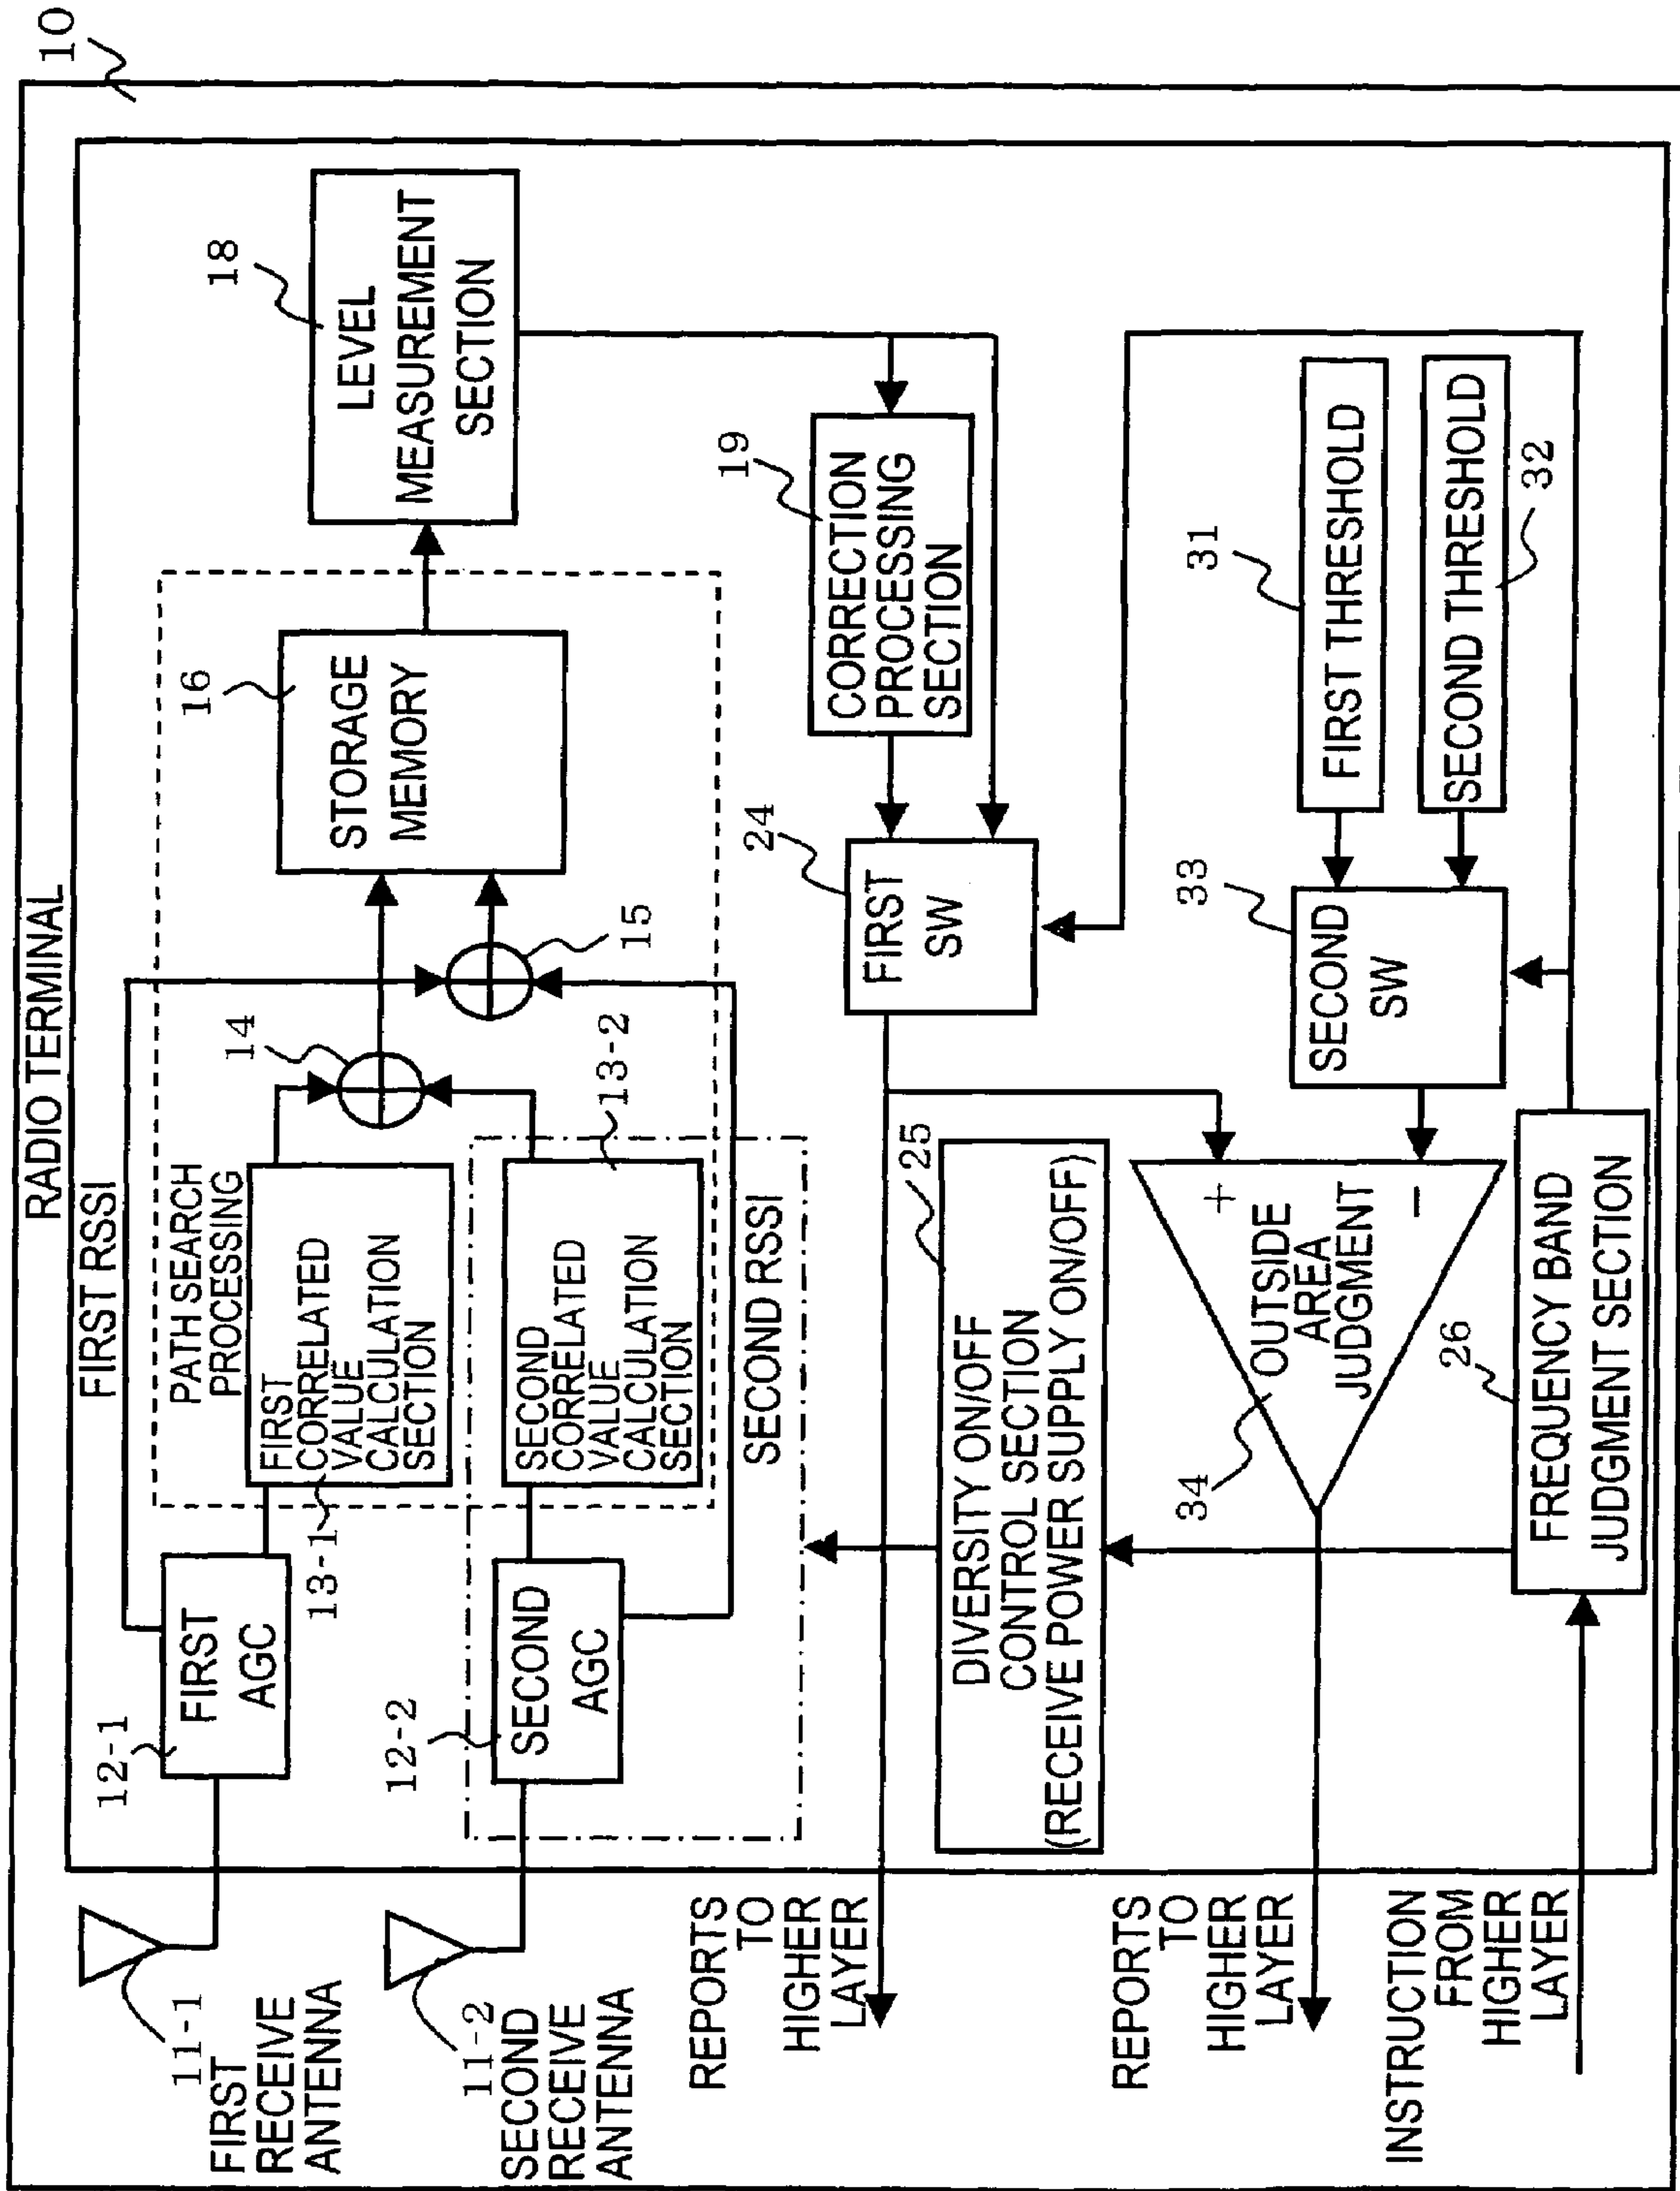 RADIO TERMINAL
10
FIRST RSSI
11-1
FIRST
RECEIVE
ANTENNA
12-1
FIRST
AGC
13-1
PATH SEARCH
PROCESSING
FIRST
CORRELATED
VALUE
CALCULATION
SECTION
14
15
16
STORAGE
MEMORY
18
LEVEL
MEASUREMENT
SECTION
11-2
SECOND
RECEIVE
ANTENNA
12-2
SECOND
AGC
13-2
SECOND
CORRELATED
VALUE
CALCULATION
SECTION
SECOND RSSI
19
CORRECTION
PROCESSING
SECTION
24
FIRST
SW
REPORTS
TO
HIGHER
LAYER
25
DIVERSITY ON/OFF
CONTROL SECTION
(RECEIVE POWER SUPPLY ON/OFF)
31
FIRST THRESHOLD
SECOND THRESHOLD
32
33
SECOND
SW
34
+
OUTSIDE
AREA
JUDGMENT
−
REPORTS
TO
HIGHER
LAYER
26
FREQUENCY BAND
JUDGMENT SECTION
INSTRUCTION
FROM
HIGHER
LAYER